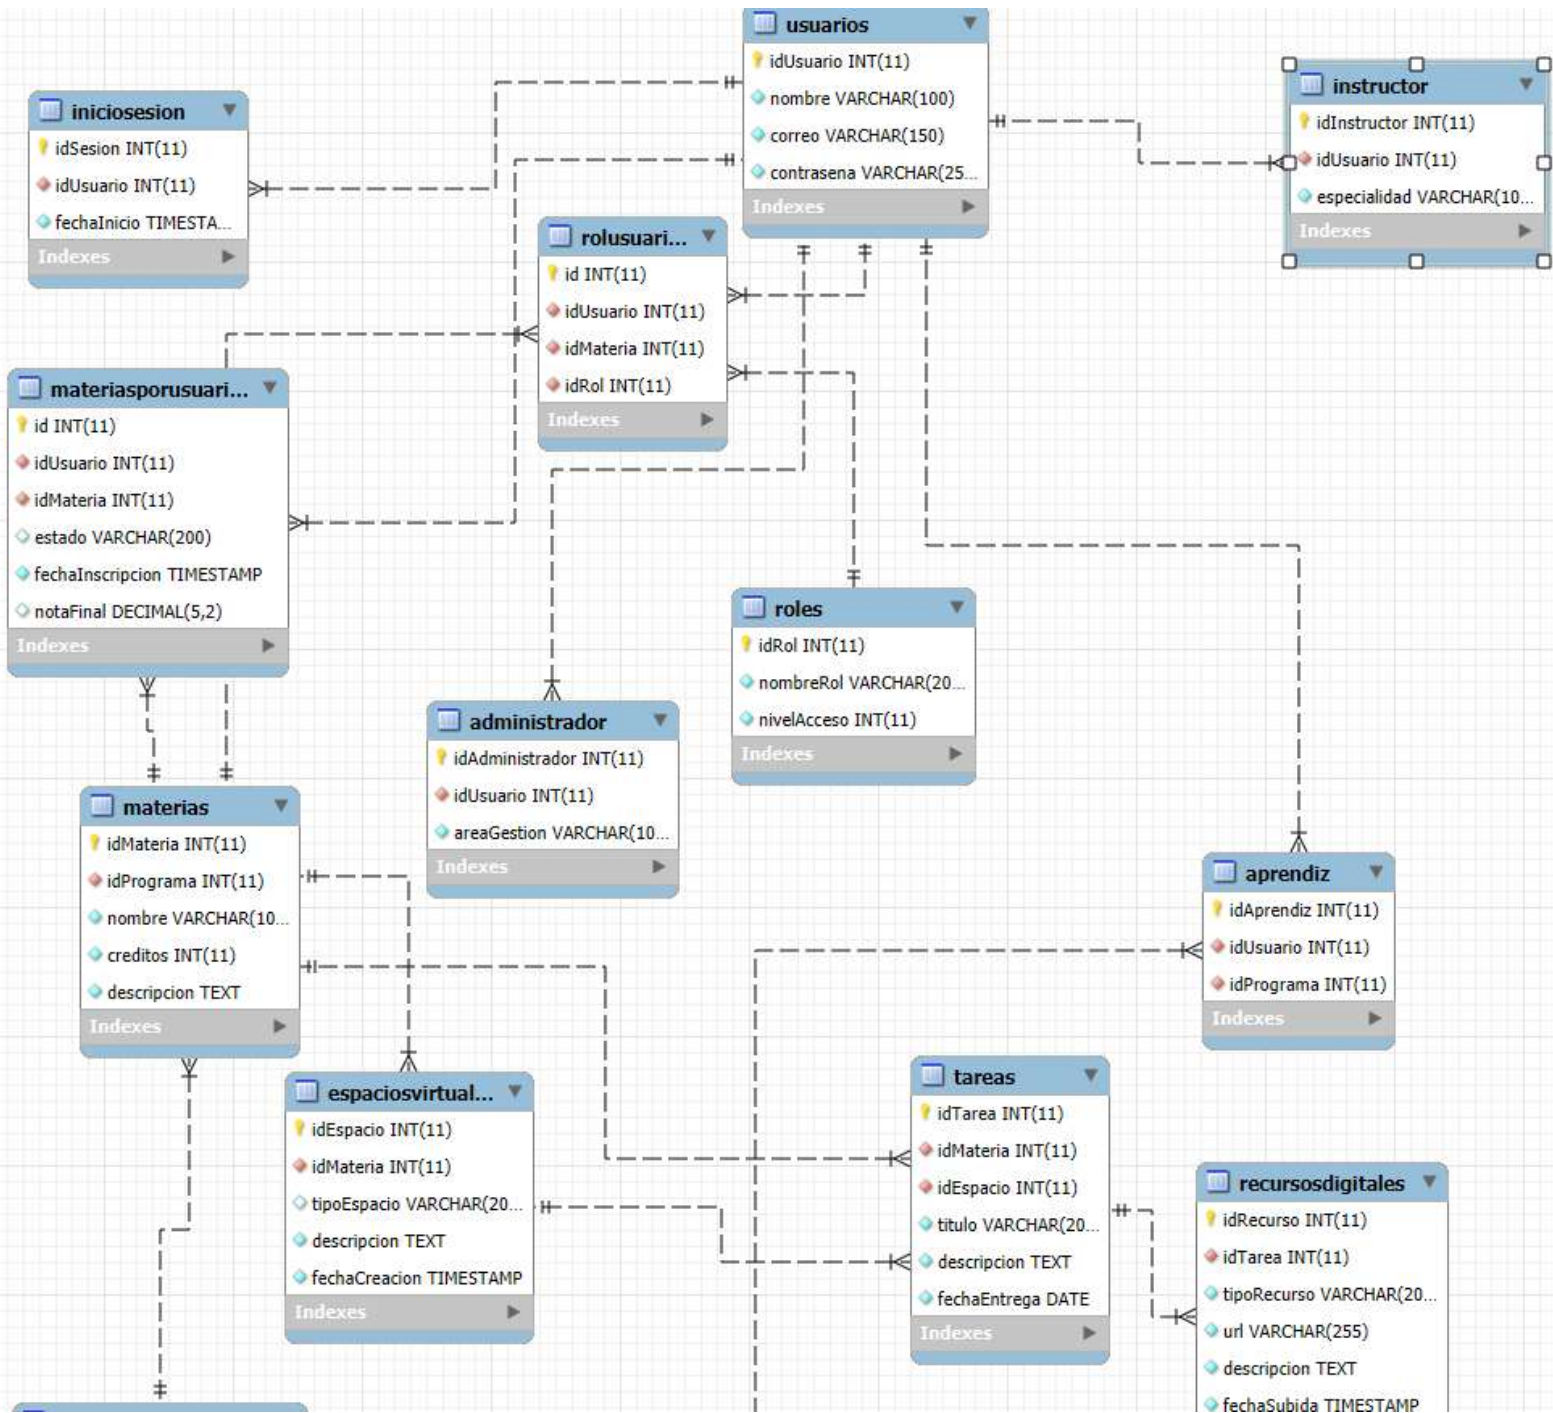 usuarios
idUsuario INT(11)
nombre VARCHAR(100)
correo VARCHAR(150)
contrasena VARCHAR(25...
Indexes
instructor
idInstructor INT(11)
idUsuario INT(11)
especialidad VARCHAR(10...
Indexes
iniciosesion
idSesion INT(11)
idUsuario INT(11)
fechaInicio TIMESTA...
Indexes
rolusuari...
id INT(11)
idUsuario INT(11)
idMateria INT(11)
idRol INT(11)
Indexes
materiasporusuari...
id INT(11)
idUsuario INT(11)
idMateria INT(11)
estado VARCHAR(200)
fechaInscripcion TIMESTAMP
notaFinal DECIMAL(5,2)
Indexes
roles
idRol INT(11)
nombreRol VARCHAR(20...
nivelAcceso INT(11)
Indexes
administrador
idAdministrador INT(11)
idUsuario INT(11)
areaGestion VARCHAR(10...
Indexes
materias
idMateria INT(11)
idPrograma INT(11)
nombre VARCHAR(10...
creditos INT(11)
descripcion TEXT
Indexes
aprendiz
idAprendiz INT(11)
idUsuario INT(11)
idPrograma INT(11)
Indexes
espaciosvirtual...
idEspacio INT(11)
idMateria INT(11)
tipoEspacio VARCHAR(20...
descripcion TEXT
fechaCreacion TIMESTAMP
Indexes
tareas
idTarea INT(11)
idMateria INT(11)
idEspacio INT(11)
titulo VARCHAR(20...
descripcion TEXT
fechaEntrega DATE
Indexes
recursosdigitales
idRecurso INT(11)
idTarea INT(11)
tipoRecurso VARCHAR(20...
url VARCHAR(255)
descripcion TEXT
fechaSubida TIMESTAMP